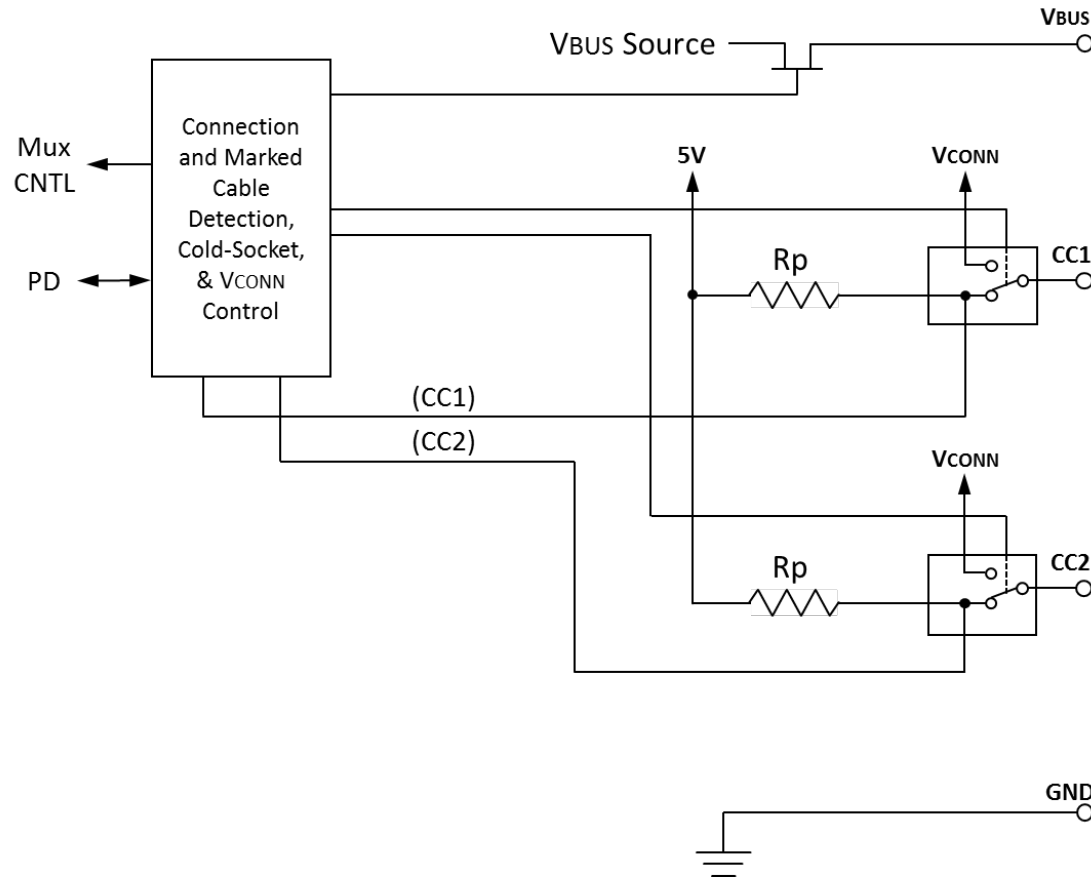 VBUS
VBUS Source
Connection
and Marked
Cable
Detection,
Cold-Socket,
& VCONN
Control
Mux
CNTL
PD
5V
VCONN
CC1
Rp
(CC1)
(CC2)
VCONN
CC2
Rp
GND